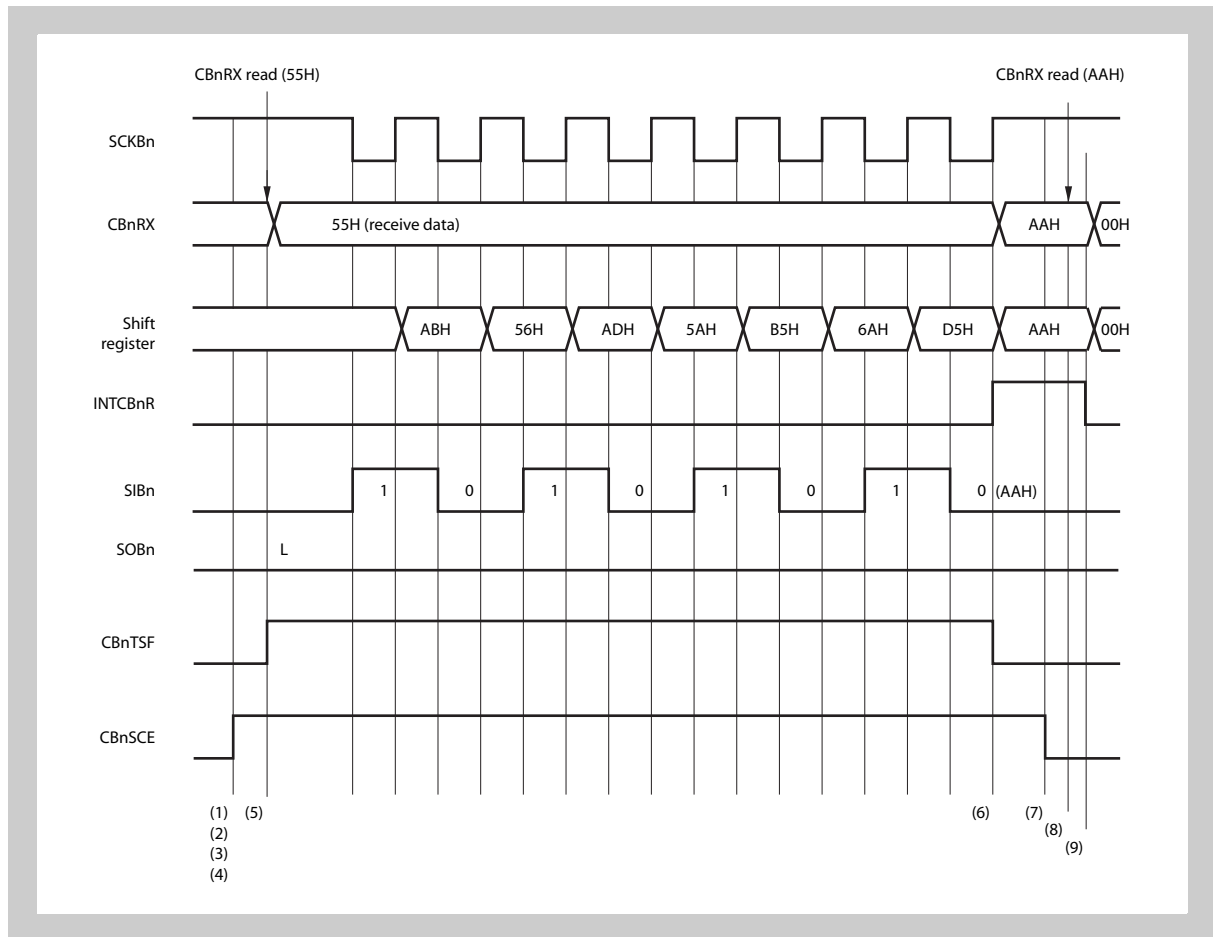 CBnRX read (55H)
CBnRX read (AAH)
SCKBn
CBnRX
55H (receive data)
AAH
00H
Shift
register
ABH
56H
ADH
5AH
B5H
6AH
D5H
AAH
00H
INTCBnR
SIBn
1
0
1
0
1
0
1
0
(AAH)
SOBn
L
CBnTSF
CBnSCE
(1)
(5)
(6)
(7)
(2)
(8)
(3)
(9)
(4)